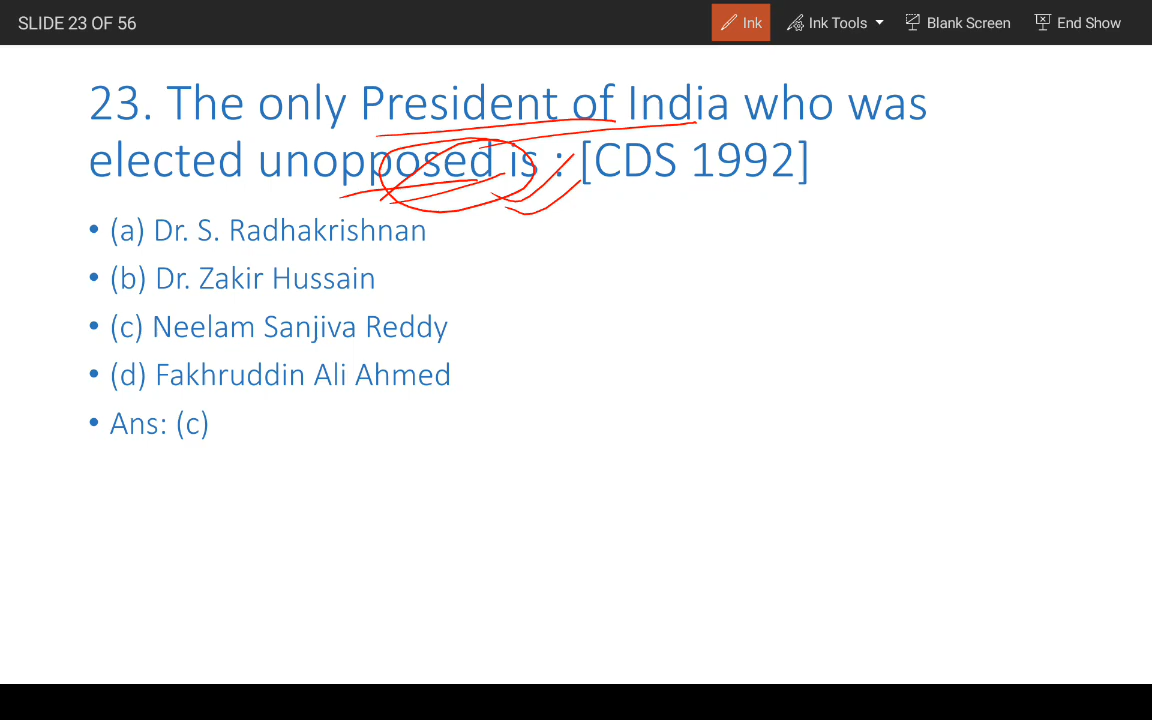 SLIDE 23 OF 56
Ink
Ink Tools
Blank Screen
End Show
23. The only President of India who was
elected unopposed is : [CDS 1992]
• (a) Dr. S. Radhakrishnan
• (b) Dr. Zakir Hussain
• (c) Neelam Sanjiva Reddy
• (d) Fakhruddin Ali Ahmed
• Ans: (c)